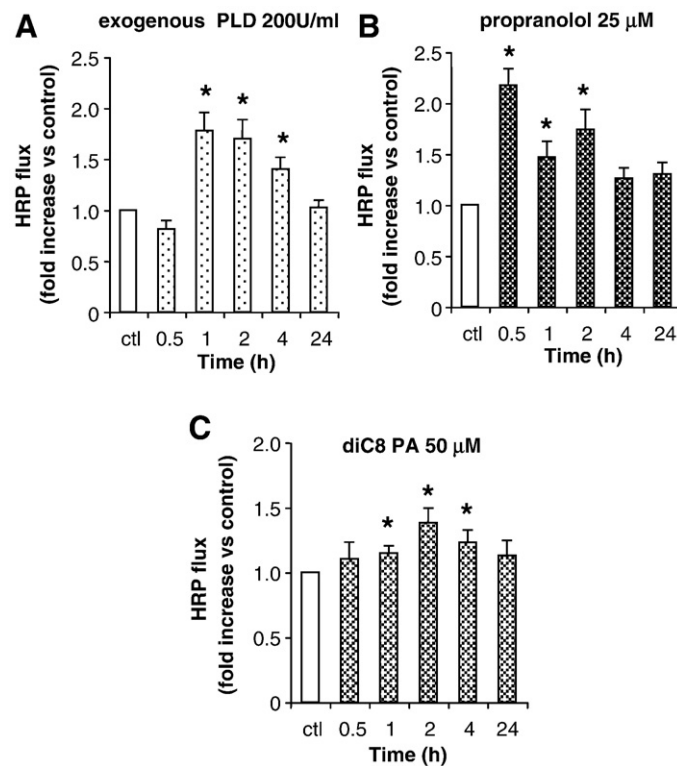 A
exogenous PLD 200U/ml
HRP flux
(fold increase vs control)
2.5
2.0
1.5
1.0
0.5
0
*
*
*
ctl 0.5 1 2 4 24
Time (h)
B
propranolol 25 μM
HRP flux
(fold increase vs control)
2.5
2.0
1.5
1.0
0.5
0
*
*
*
ctl 0.5 1 2 4 24
Time (h)
C
diC8 PA 50 μM
HRP flux
(fold increase vs control)
2.0
1.5
1.0
0.5
0
*
*
*
ctl 0.5 1 2 4 24
Time (h)